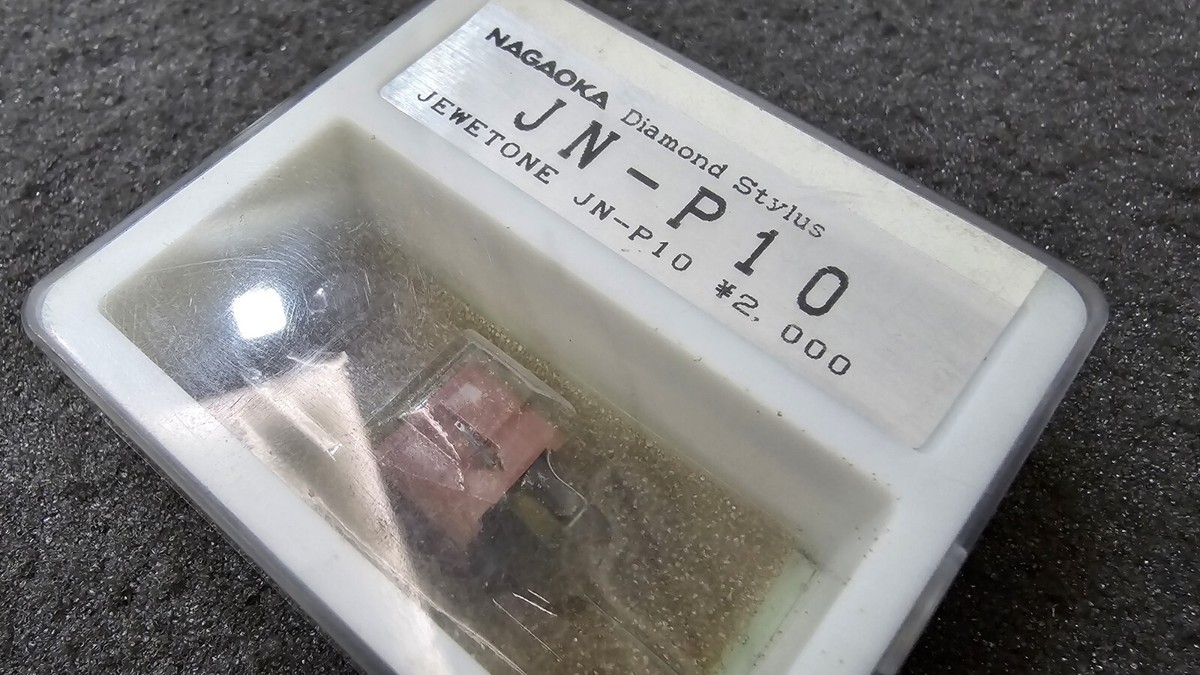 NAGAOKA Diamond Stylus
JN-P10
JEWETONE JN-P10 ¥2,000